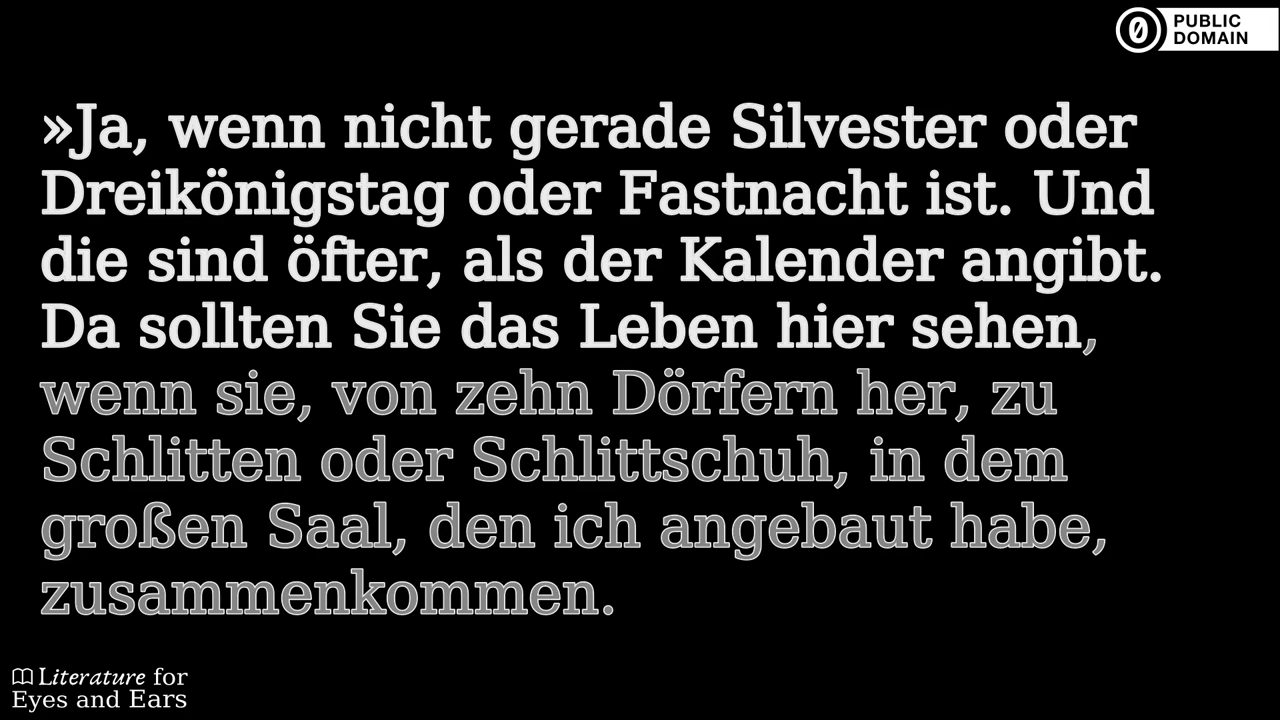 PUBLIC
DOMAIN
»Ja, wenn nicht gerade Silvester oder
Dreikönigstag oder Fastnacht ist. Und
die sind öfter, als der Kalender angibt.
Da sollten Sie das Leben hier sehen,
wenn sie, von zehn Dörfern her, zu
Schlitten oder Schlittschuh, in dem
großen Saal, den ich angebaut habe,
zusammenkommen.
Literature for
Eyes and Ears